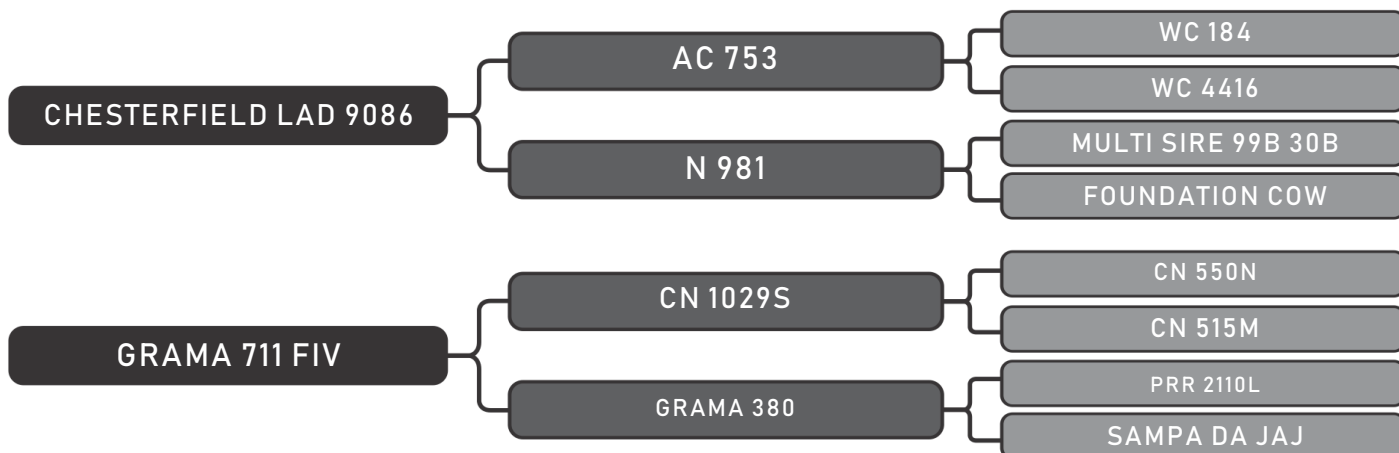 CHESTERFIELD LAD 9086
AC 753
WC 184
WC 4416
N 981
MULTI SIRE 99B 30B
FOUNDATION COW
GRAMA 711 FIV
CN 1029S
CN 550N
CN 515M
GRAMA 380
PRR 2110L
SAMPA DA JAJ